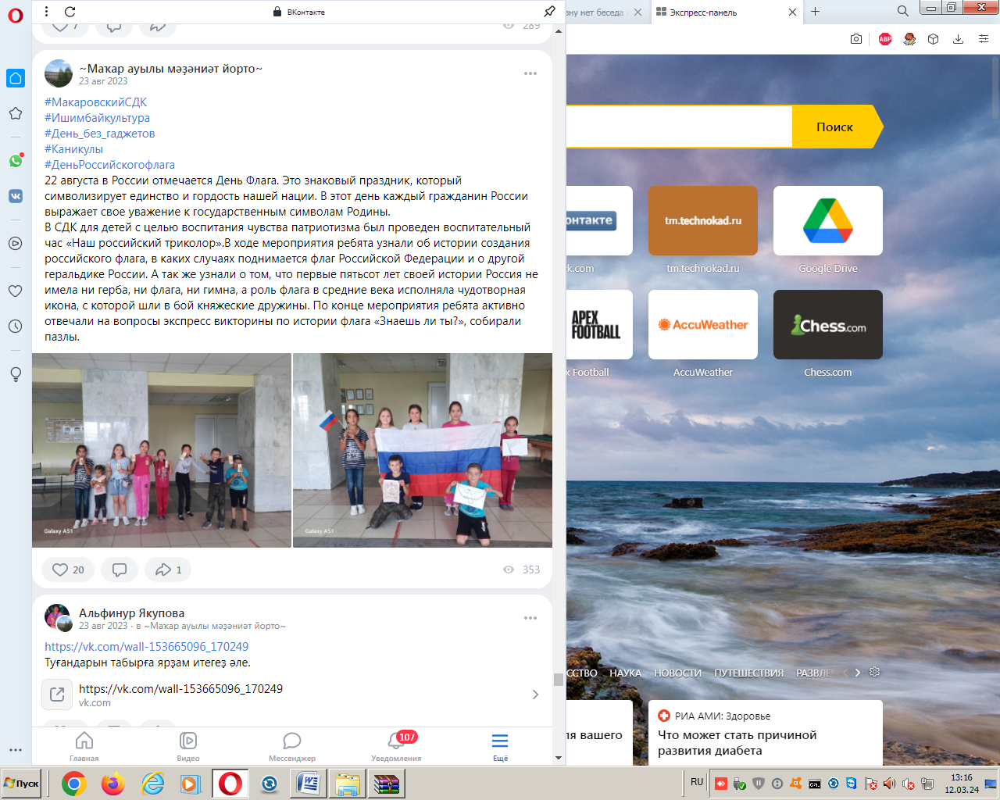 ВКонтакте
зну нет беседа
Экспресс-панель
7
289
~Маҡар ауылы мәҙәниәт йорто~
23 авг 2023
#МакаровскийСДК
#Ишимбайкультура
#День_без_гаджетов
#Каникулы
#ДеньРоссийскогофлага
22 августа в России отмечается День Флага. Это знаковый праздник, который
символизирует единство и гордость нашей нации. В этот день каждый гражданин России
выражает свое уважение к государственным символам Родины.
В СДК для детей с целью воспитания чувства патриотизма был проведен воспитательный
час «Наш российский триколор».В ходе мероприятия ребята узнали об истории создания
российского флага, в каких случаях поднимается флаг Российской Федерации и о другой
геральдике России. А так же узнали о том, что первые пятьсот лет своей истории Россия не
имела ни герба, ни флага, ни гимна, а роль флага в средние века исполняла чудотворная
икона, с которой шли в бой княжеские дружины. По конце мероприятия ребята активно
отвечали на вопросы экспресс викторины по истории флага «Знаешь ли ты?», собирали
пазлы.
Galaxy A51
Galaxy A51
20
1
353
Альфинур Якупова
23 авг 2023 · в ~Маҡар ауылы мәҙәниәт йорто~
https://vk.com/wall-153665096_170249
Туғандарын табырға ярҙам итегеҙ әле.
https://vk.com/wall-153665096_170249
vk.com
Главная
Видео
Мессенджер
107
Уведомления
Ещё
ABP
Поиск
онтакте
tm.technokad.ru
k.com
tm.technokad.ru
Google Drive
APEX
FOOTBALL
AccuWeather
Chess.com
x Football
AccuWeather
Chess.com
ССТВО НАУКА НОВОСТИ ПУТЕШЕСТВИЯ РАЗВЛЕ
ля вашего
РИА АМИ: Здоровье
Что может стать причиной
развития диабета
Пуск
RU
13:16
12.03.24